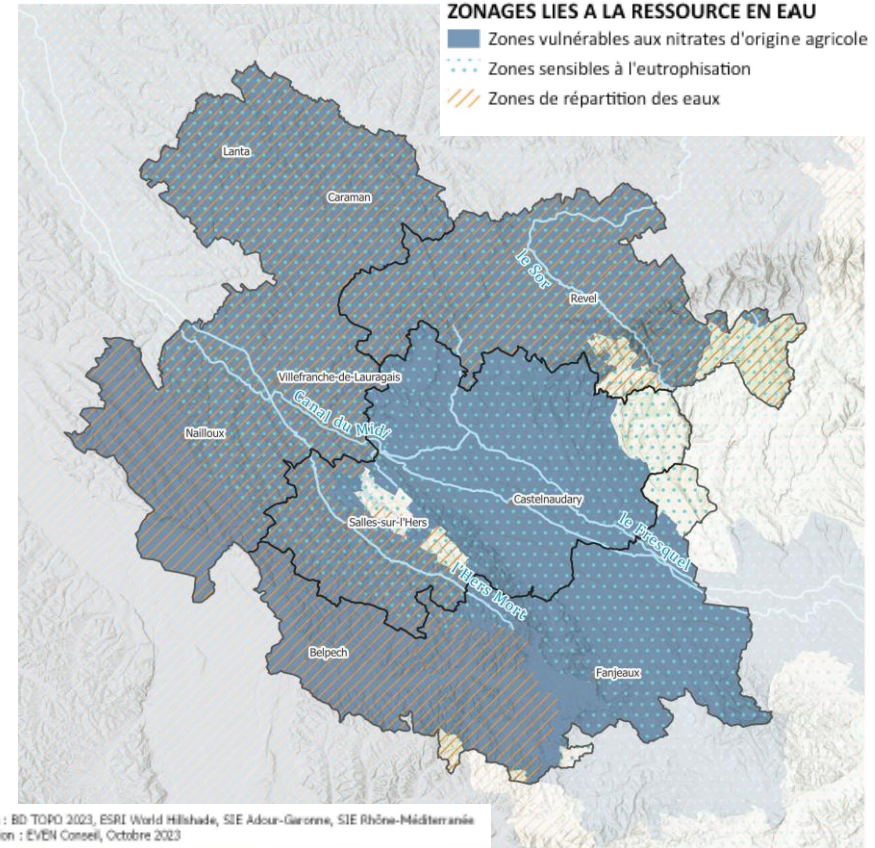 ZONAGES LIES A LA RESSOURCE EN EAU
Zones vulnérables aux nitrates d'origine agricole
Zones sensibles à l'eutrophisation
Zones de répartition des eaux
Lanta
Caraman
le Sor
Revel
Villefranche-de-Lauragais
Canal du Midi
Nailloux
Castelnaudary
Salles-sur-l'Hers
le Fresquel
l'Hers Mort
Belpech
Fanjeaux
: BD TOPO 2023, ESRI World Hillshade, SIE Adour-Garonne, SIE Rhône-Méditerranée
ion : EVEN Conseil, Octobre 2023